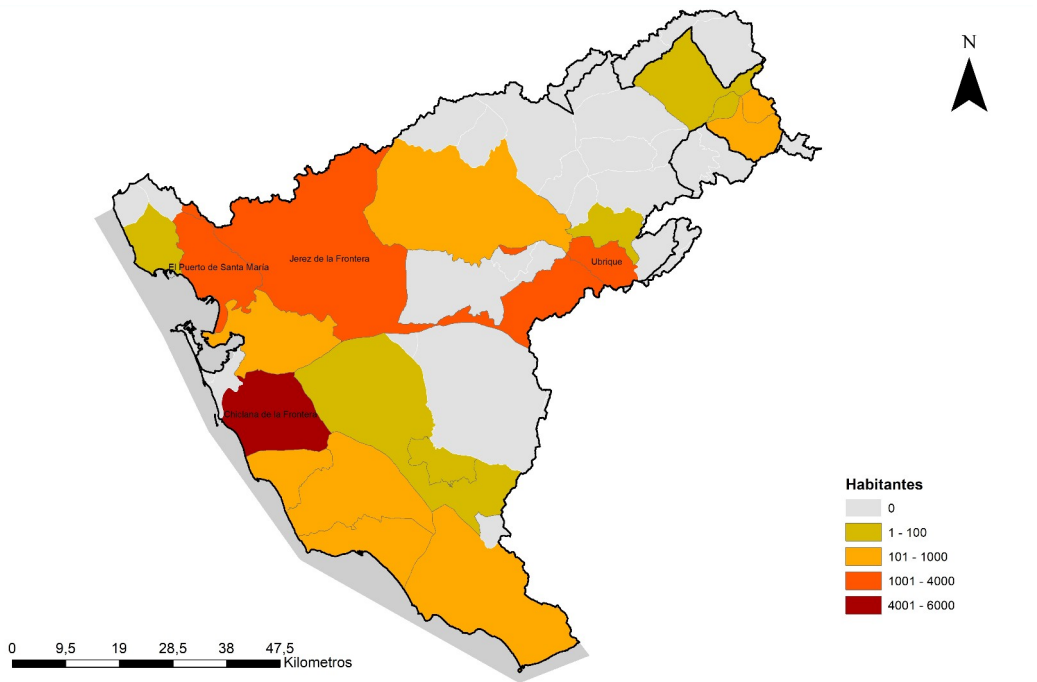 N
Jerez de la Frontera
El Puerto de Santa María
Ubrique
Chiclana de la Frontera
Habitantes
0
1 - 100
101 - 1000
1001 - 4000
4001 - 6000
0 9,5 19 28,5 38 47,5
Kilometros